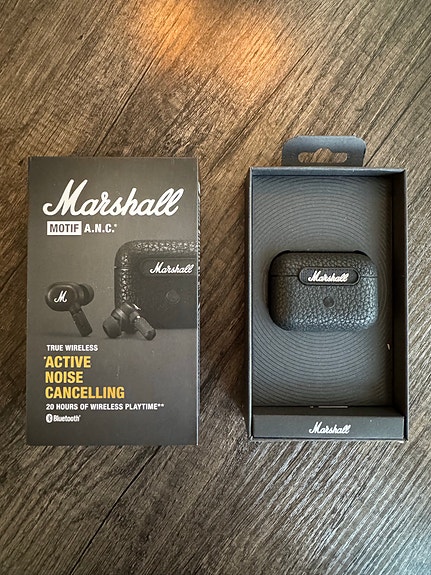 Marshall
MOTIF A.N.C.*
Marshall
M
TRUE WIRELESS
*ACTIVE
NOISE
CANCELLING
20 HOURS OF WIRELESS PLAYTIME**
Bluetooth®
Marshall
Marshall